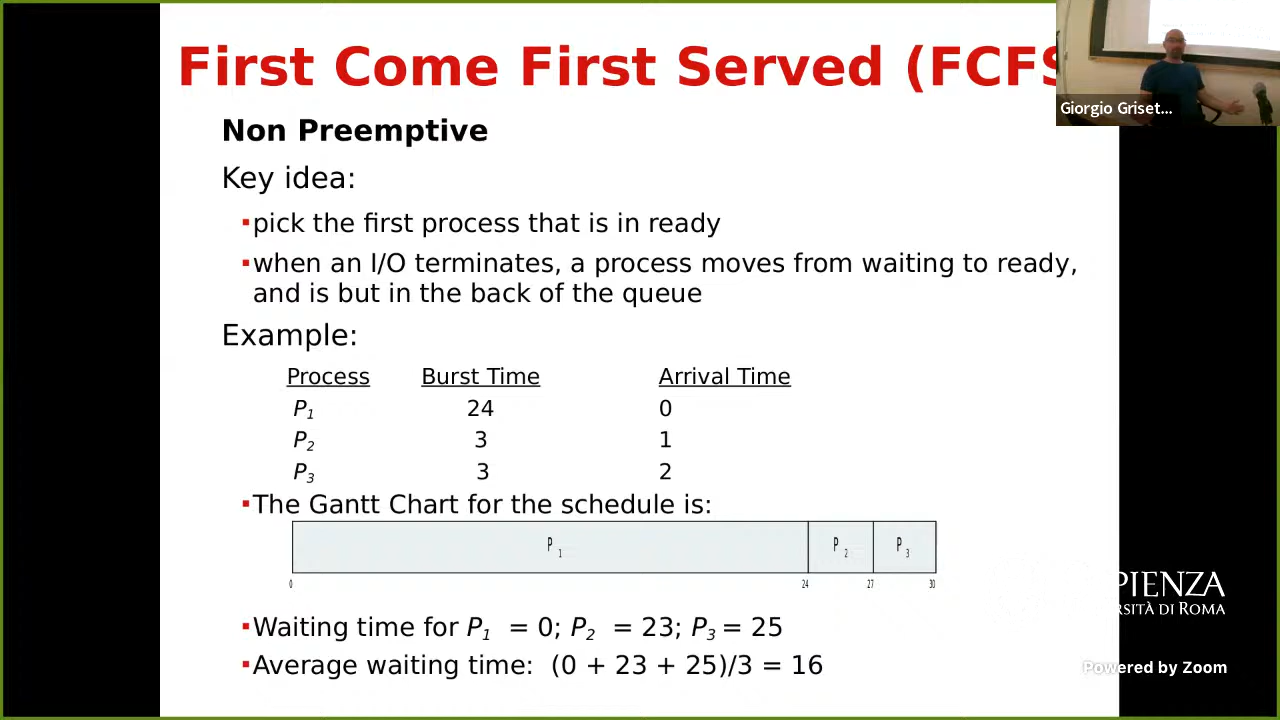 First Come First Served (FCFS
Giorgio Griset...
Non Preemptive
Key idea:
▪pick the first process that is in ready
▪when an I/O terminates, a process moves from waiting to ready,
and is but in the back of the queue
Example:
Process Burst Time Arrival Time
P1 24 0
P2 3 1
P3 3 2
▪The Gantt Chart for the schedule is:
P 1 P 2 P 3
0 24 27 30
▪Waiting time for P1 = 0; P2 = 23; P3 = 25
▪Average waiting time: (0 + 23 + 25)/3 = 16
PIENZA
RSITÀ DI ROMA
Powered by Zoom